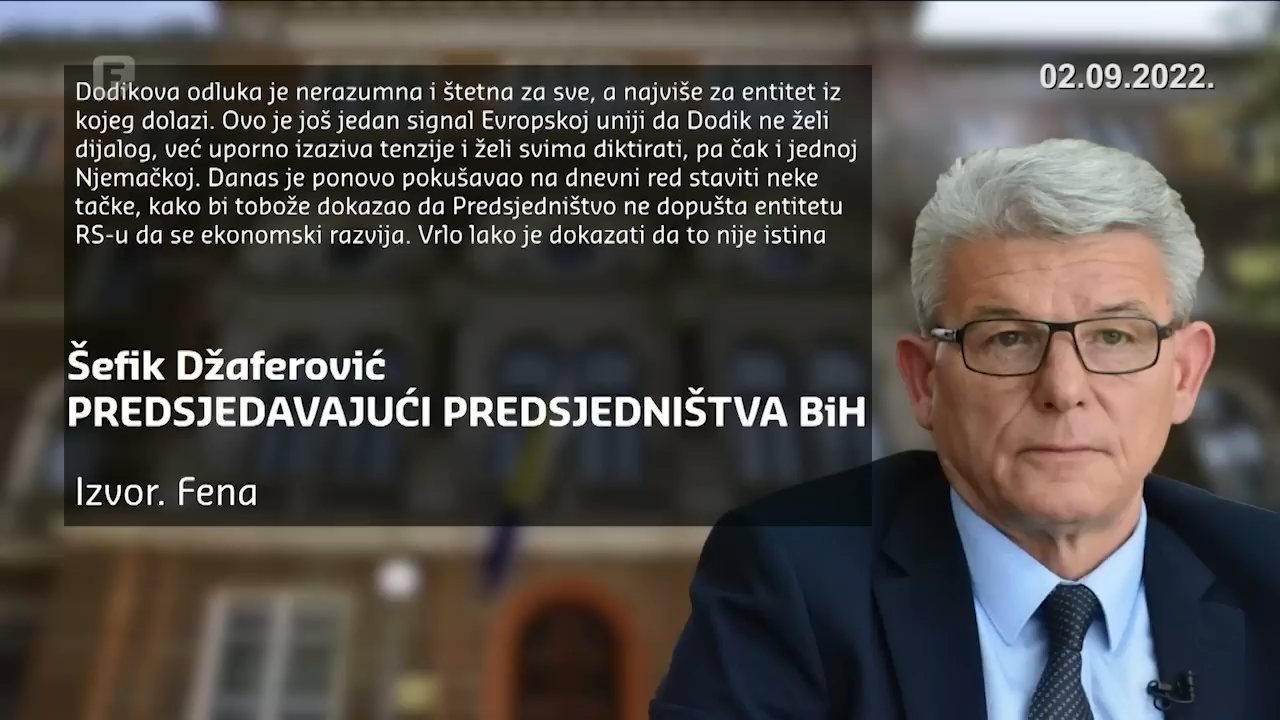 F
02.09.2022.
Dodikova odluka je nerazumna i štetna za sve, a najviše za entitet iz
kojeg dolazi. Ovo je još jedan signal Evropskoj uniji da Dodik ne želi
dijalog, već uporno izaziva tenzije i želi svima diktirati, pa čak i jednoj
Njemačkoj. Danas je ponovo pokušavao na dnevni red staviti neke
tačke, kako bi tobože dokazao da Predsjedništvo ne dopušta entitetu
RS-u da se ekonomski razvija. Vrlo lako je dokazati da to nije istina
Šefik Džaferović
PREDSJEDAVAJUĆI PREDSJEDNIŠTVA BiH
Izvor. Fena